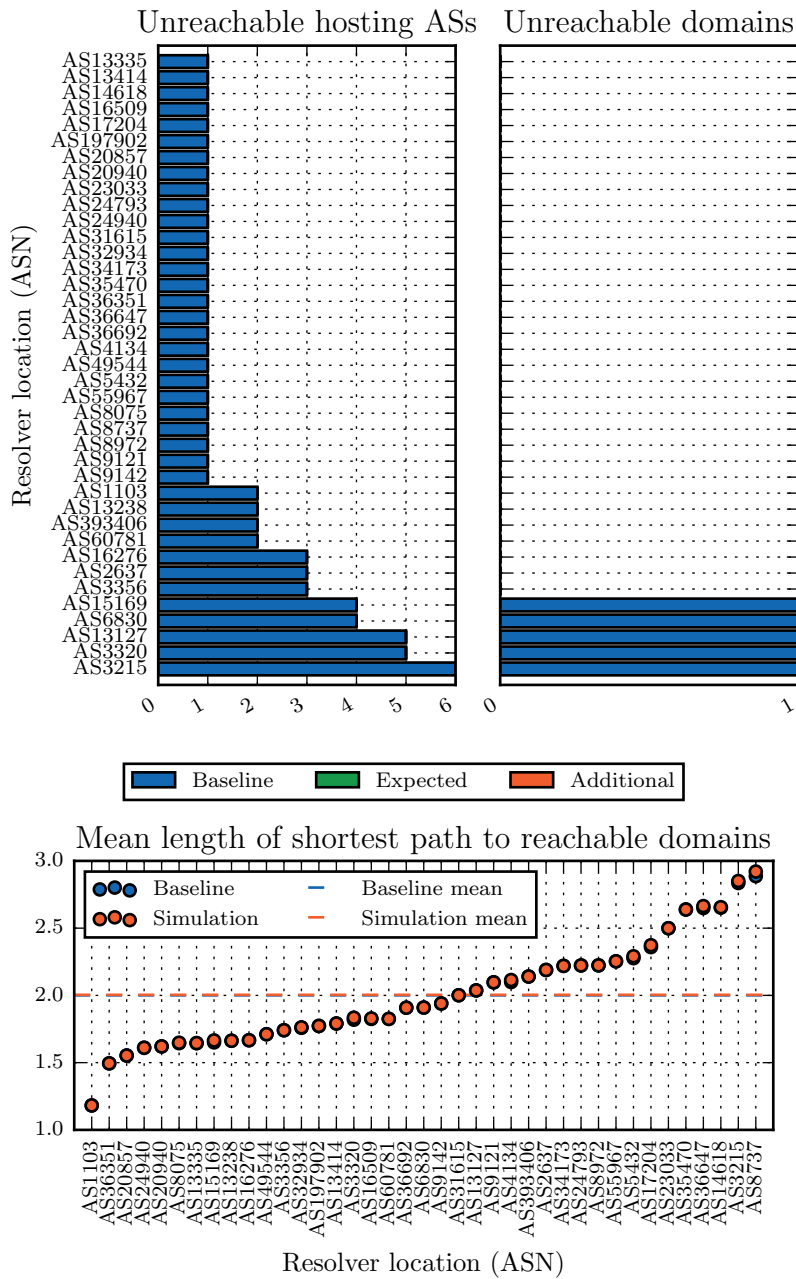 Unreachable hosting ASs
Unreachable domains
Resolver location (ASN)
AS13335
AS13414
AS14618
AS16509
AS17204
AS197902
AS20857
AS20940
AS23033
AS24793
AS24940
AS31615
AS32934
AS34173
AS35470
AS36351
AS36647
AS36692
AS4134
AS49544
AS5432
AS55967
AS8075
AS8737
AS8972
AS9121
AS9142
AS1103
AS13238
AS393406
AS60781
AS16276
AS2637
AS3356
AS15169
AS6830
AS13127
AS3320
AS3215
0 1 2 3 4 5 6
0 1
Baseline Expected Additional
Mean length of shortest path to reachable domains
Baseline Baseline mean
Simulation Simulation mean
3.0
2.5
2.0
1.5
1.0
AS1103
AS36351
AS20857
AS24940
AS20940
AS8075
AS13335
AS15169
AS13238
AS16276
AS49544
AS3356
AS32934
AS197902
AS13414
AS3320
AS16509
AS60781
AS36692
AS6830
AS9142
AS31615
AS13127
AS9121
AS4134
AS393406
AS2637
AS34173
AS24793
AS8972
AS55967
AS5432
AS17204
AS23033
AS35470
AS36647
AS14618
AS3215
AS8737
Resolver location (ASN)